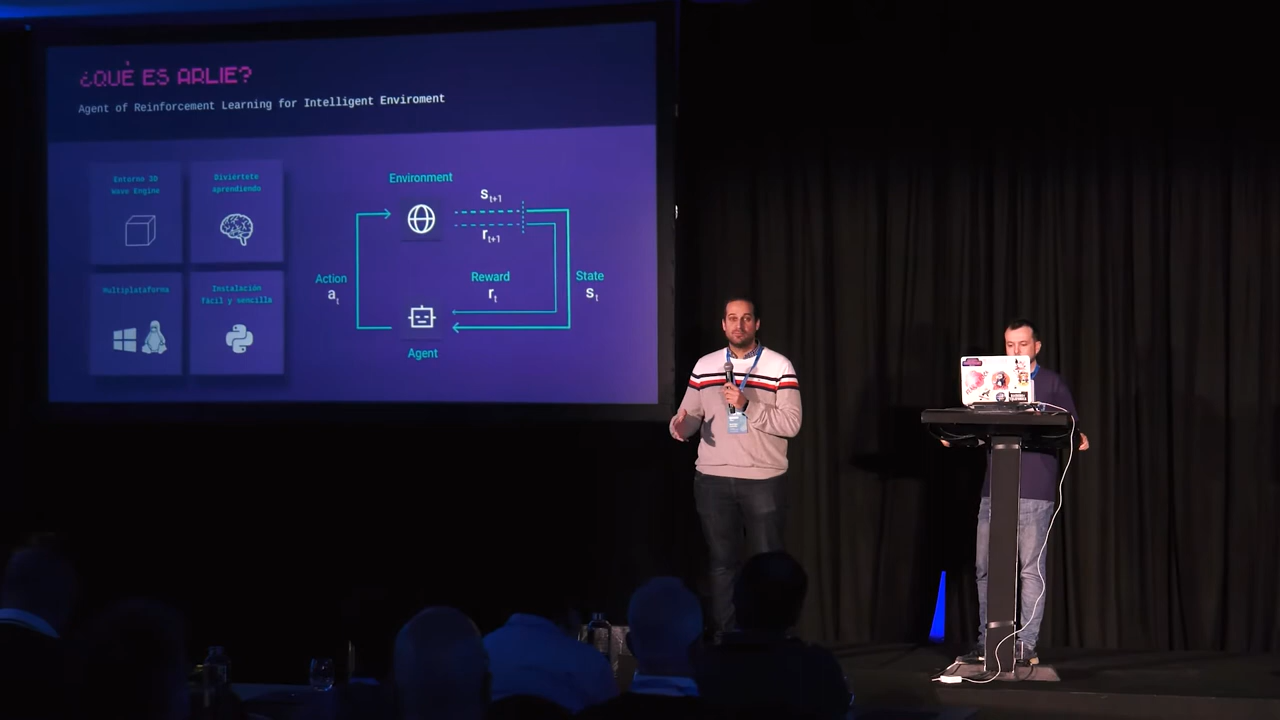 ¿QUÉ ES ARLIE?
Agent of Reinforcement Learning for Intelligent Enviroment
Entorno 3D
Wave Engine
Diviértete
aprendiendo
Multiplataforma
Instalación
fácil y sencilla
Environment
St+1
rt+1
Action
at
Reward
rt
State
St
Agent